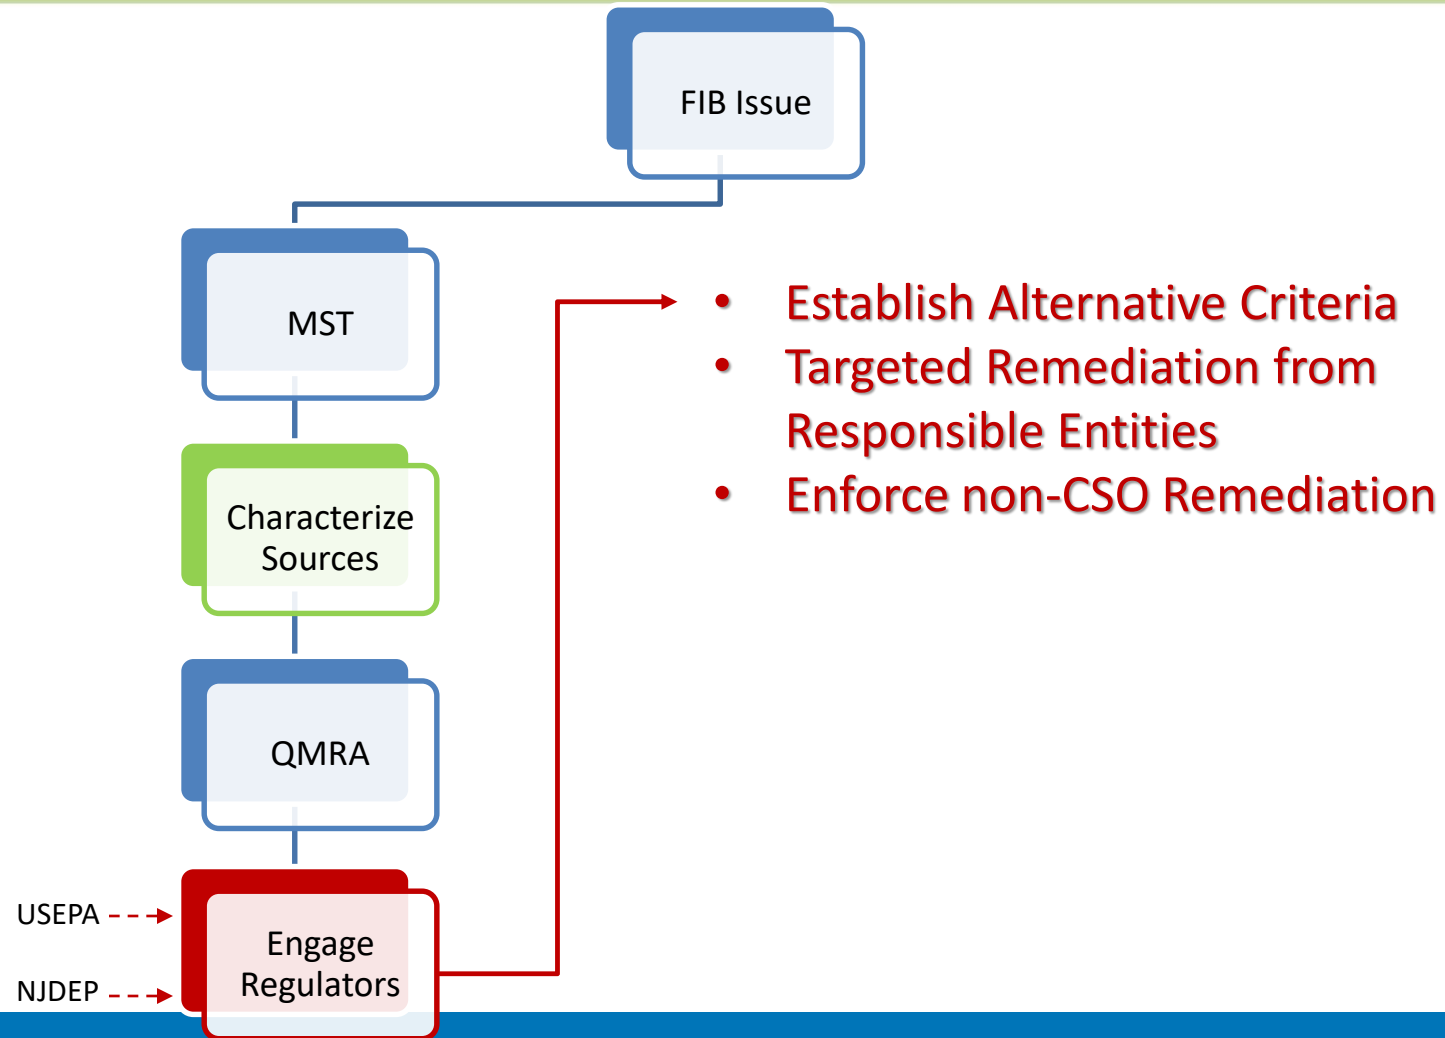 FIB Issue
MST
Characterize
Sources
QMRA
Engage
Regulators
USEPA
NJDEP
• Establish Alternative Criteria
• Targeted Remediation from
Responsible Entities
• Enforce non-CSO Remediation